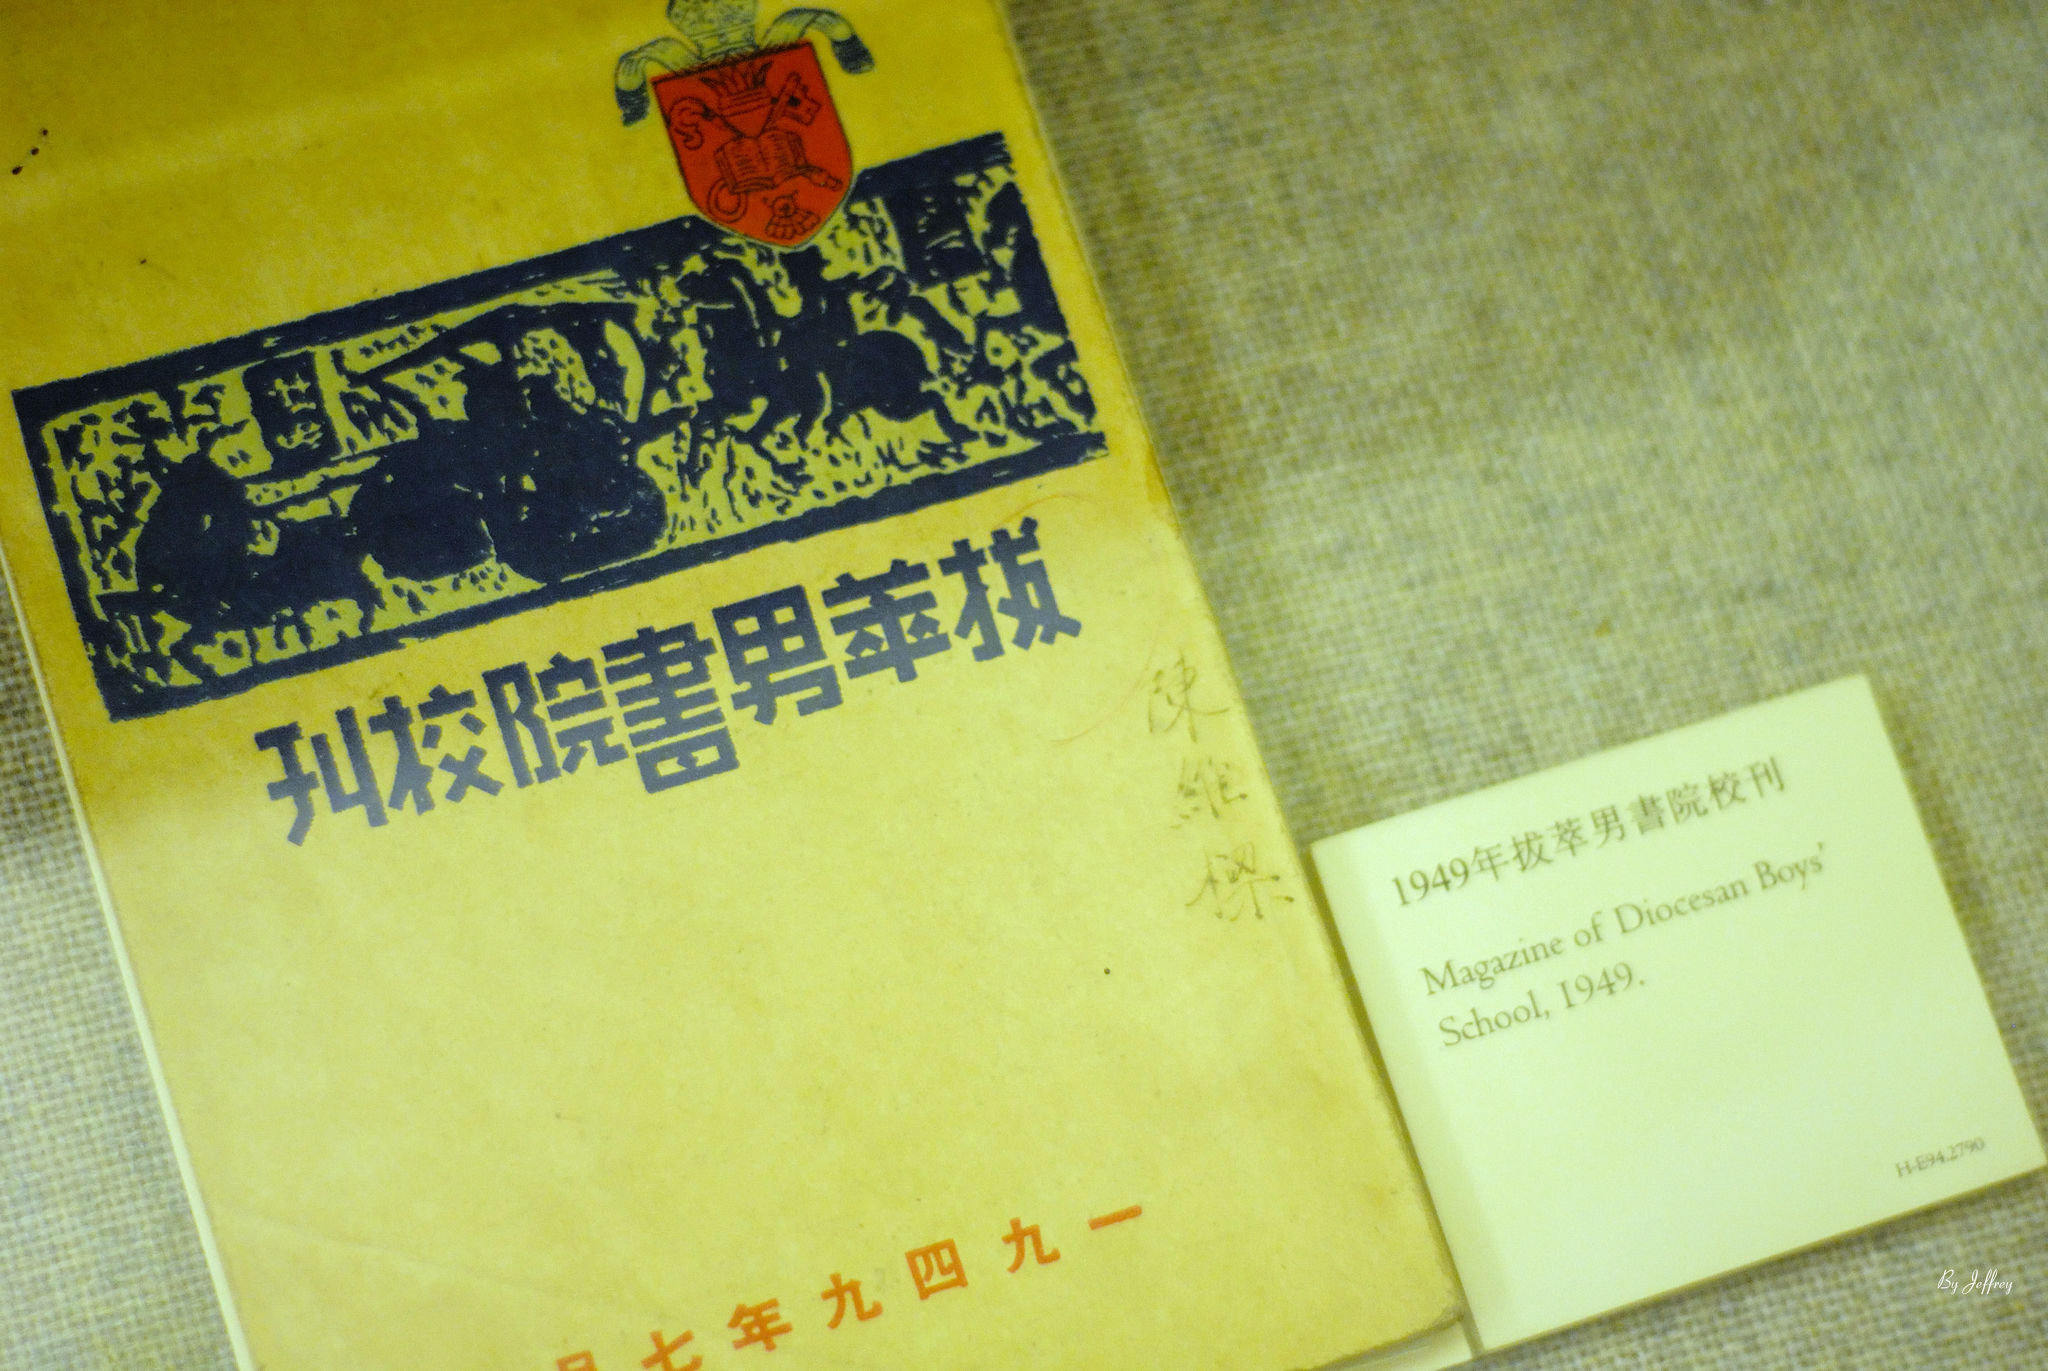 刊校院書男萃拔
陳
維
樑
一九四九年七月
1949年拔萃男書院校刊
Magazine of Diocesan Boys'
School, 1949.
H-E94.2790
By Jeffrey